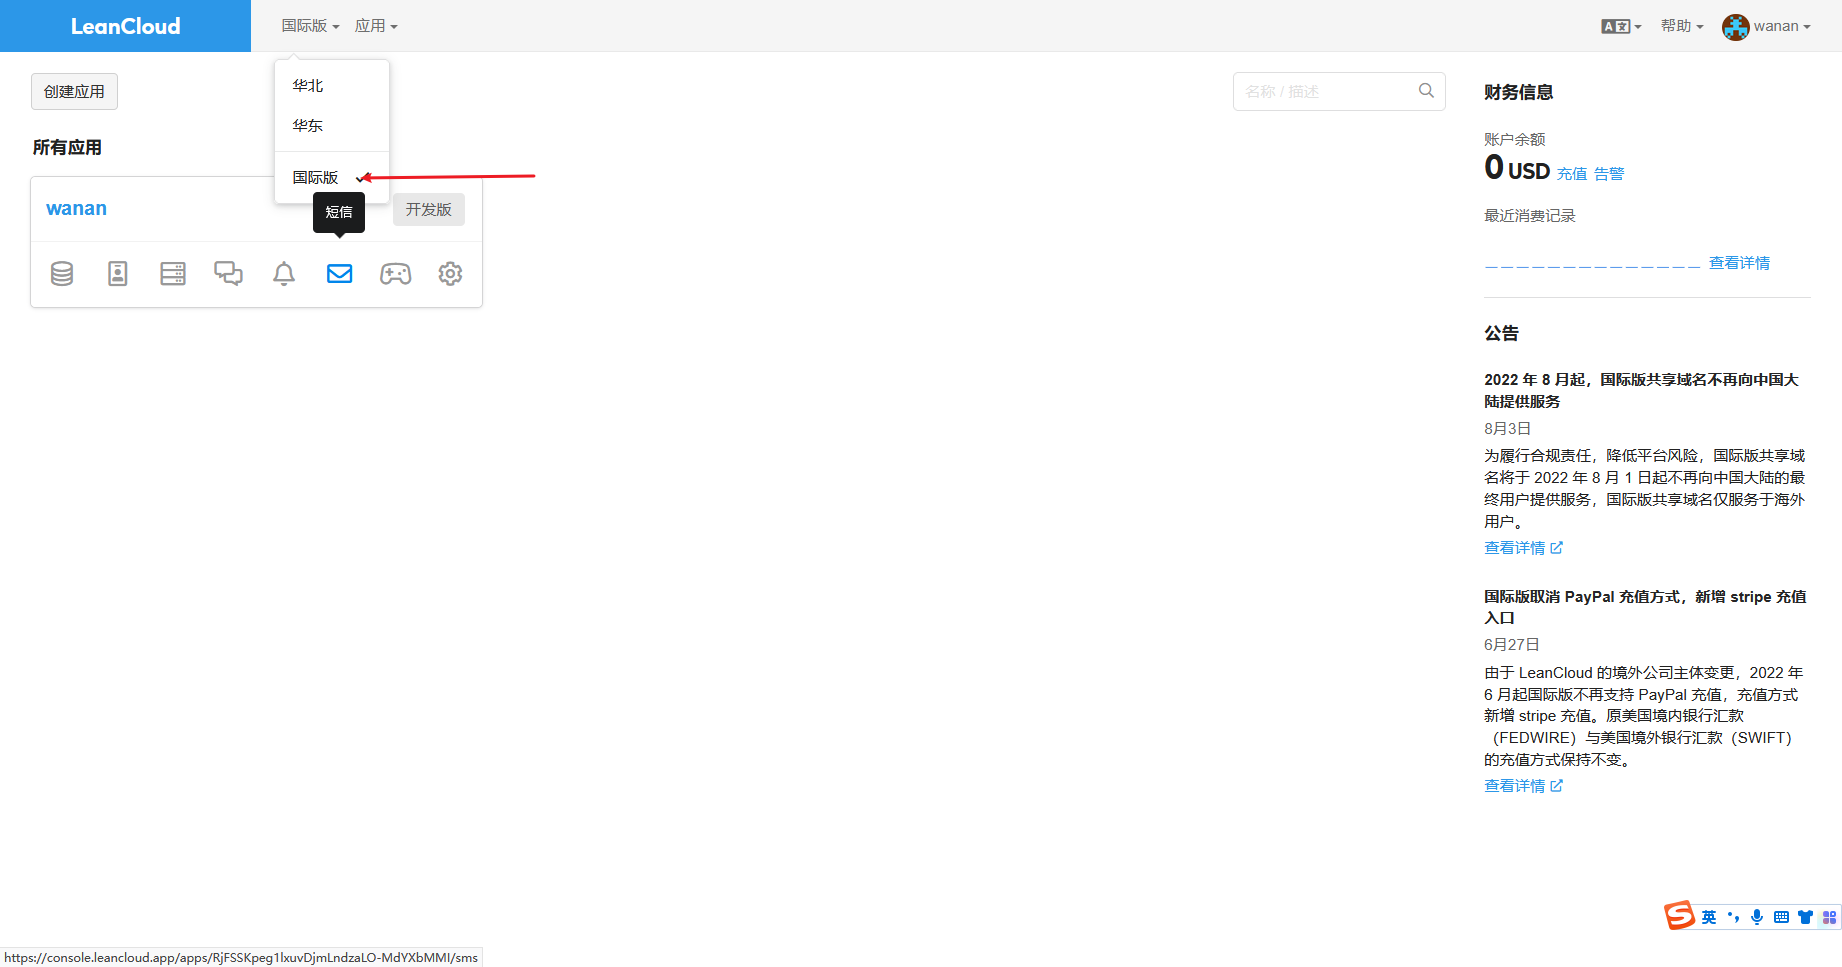 LeanCloud
国际版
应用
帮助
wanan
华北
华东
国际版
创建应用
名称 / 描述
所有应用
wanan
短信
开发版
财务信息
账户余额
0 USD 充值 告警
最近消费记录
查看详情
公告
2022 年 8 月起，国际版共享域名不再向中国大
陆提供服务
8月3日
为履行合规责任，降低平台风险，国际版共享域
名将于 2022 年 8 月 1 日起不再向中国大陆的最
终用户提供服务，国际版共享域名仅服务于海外
用户。
查看详情
国际版取消 PayPal 充值方式，新增 stripe 充值
入口
6月27日
由于 LeanCloud 的境外公司主体变更，2022 年
6 月起国际版不再支持 PayPal 充值，充值方式
新增 stripe 充值。原美国境内银行汇款
（FEDWIRE）与美国境外银行汇款（SWIFT）
的充值方式保持不变。
查看详情
英
https://console.leancloud.app/apps/RjFSSKpeg1lxuvDjmLndzaLO-MdYXbMMI/sms